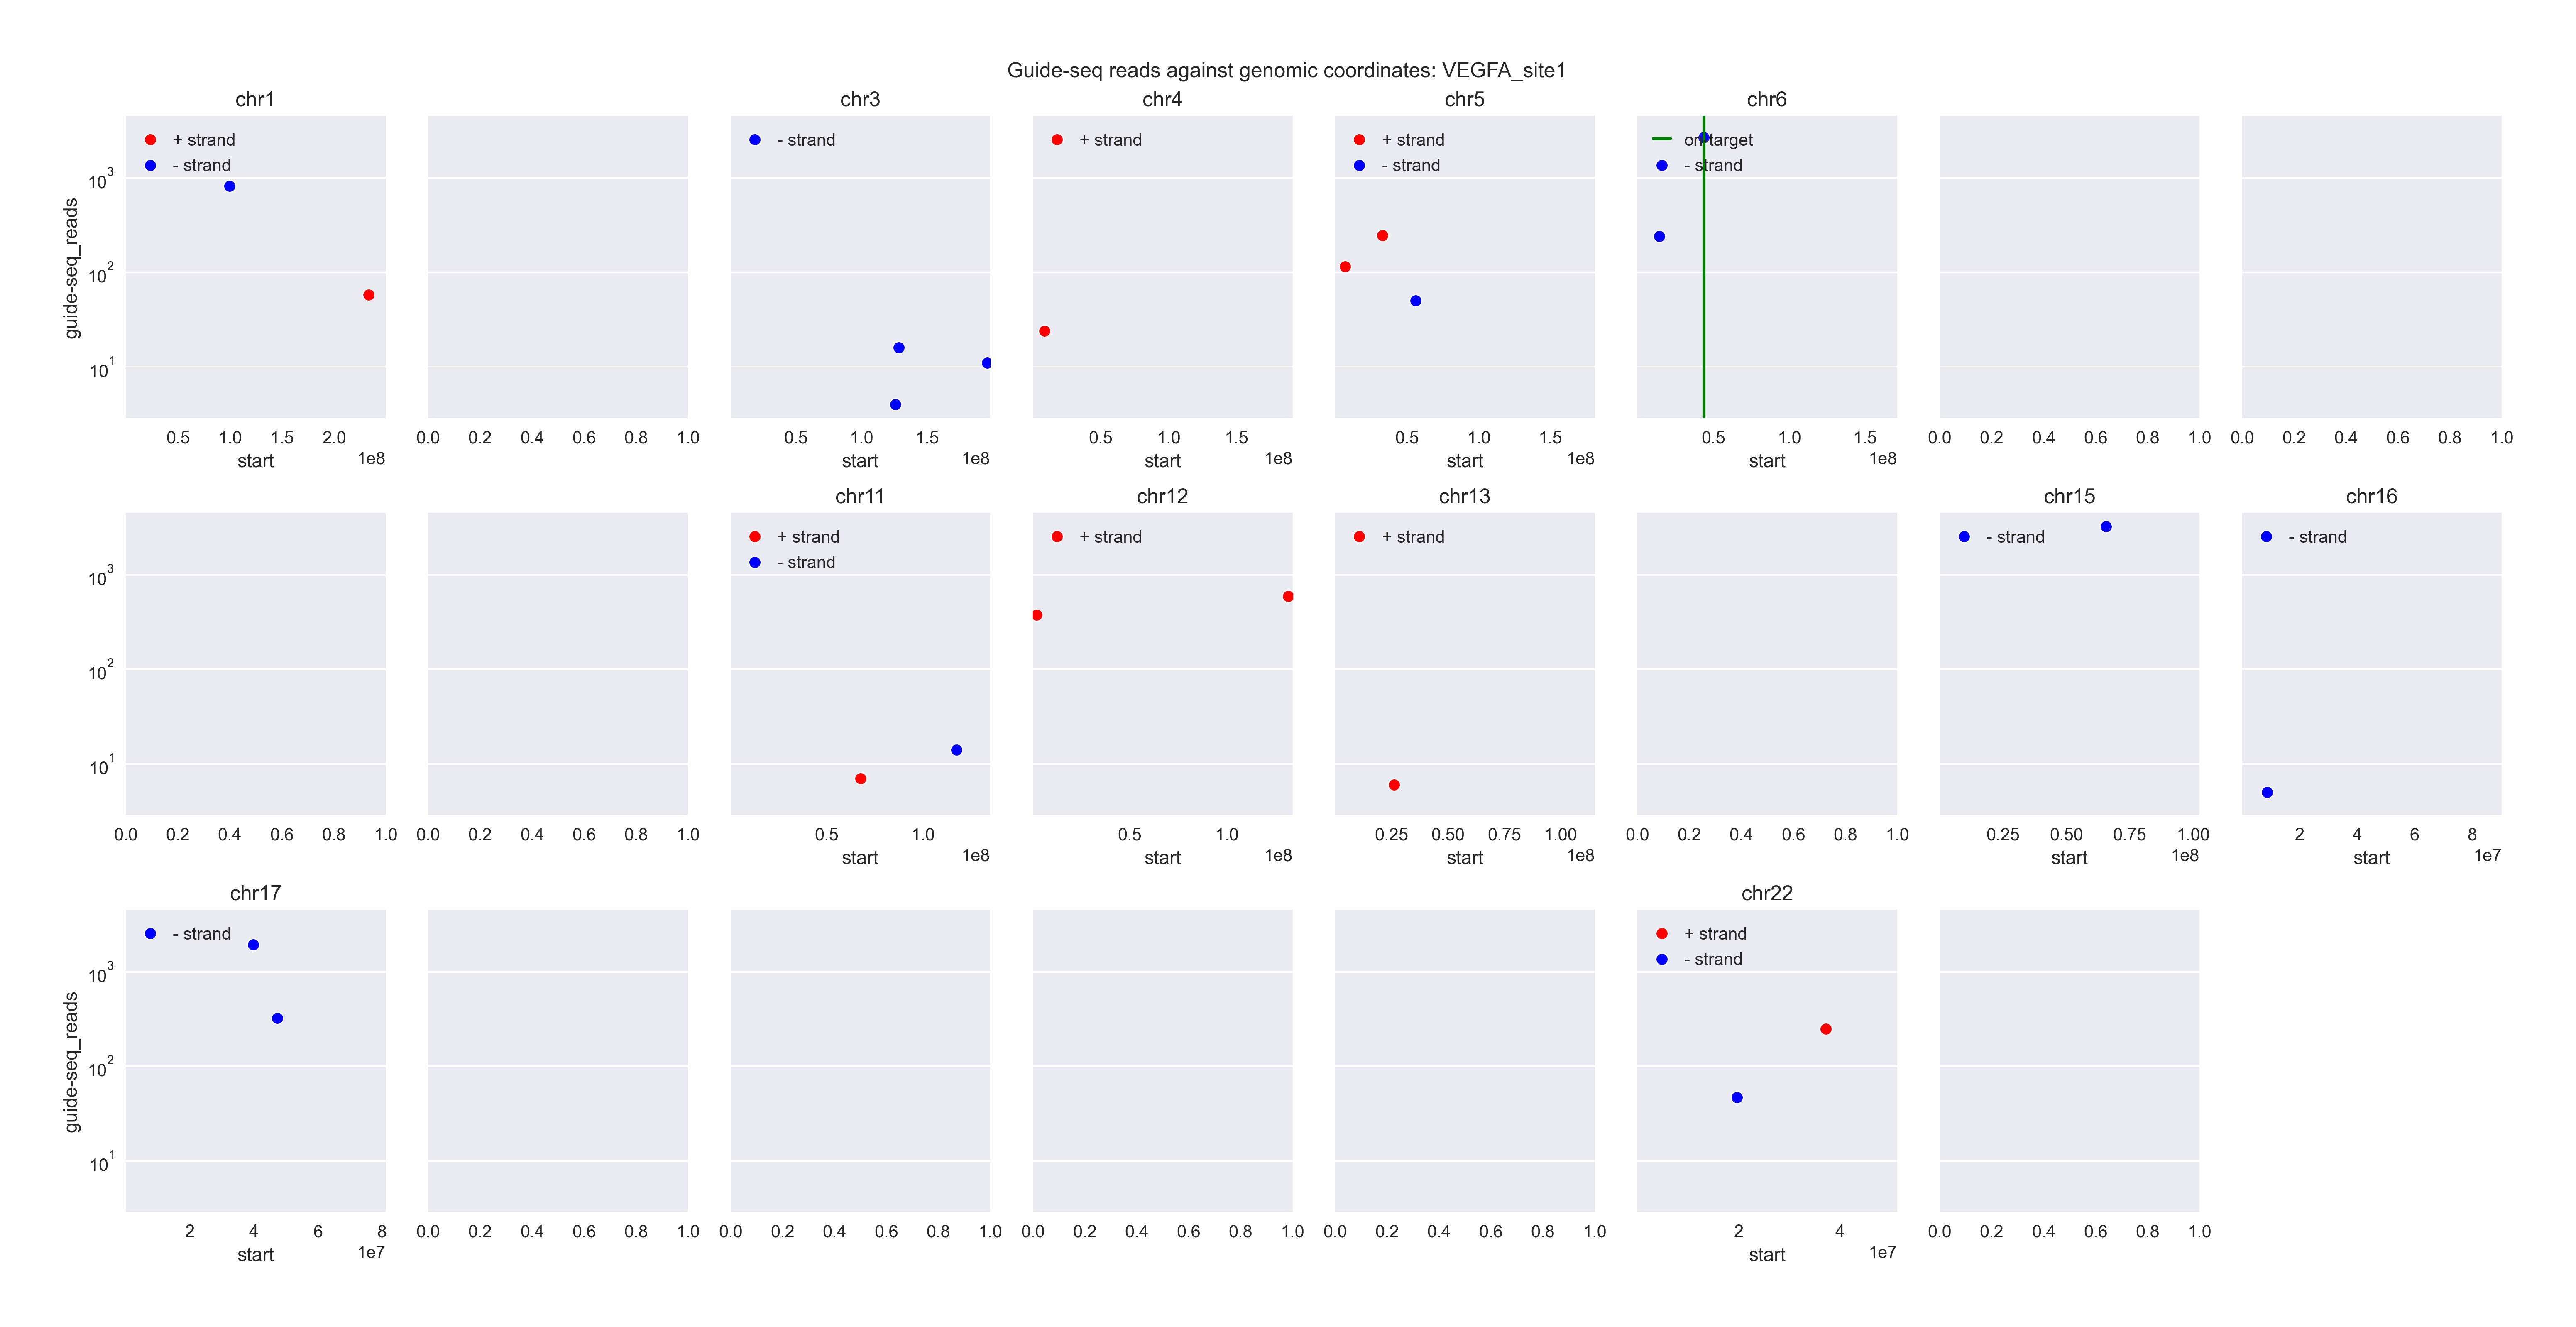 Guide-seq reads against genomic coordinates: VEGFA_site1
chr1
chr3
chr4
chr5
chr6
+ strand
- strand
- strand
+ strand
+ strand
- strand
on target
- strand
guide-seq_reads
10^3
10^2
10^1
0.5 1.0 1.5 2.0
0.0 0.2 0.4 0.6 0.8 1.0
0.5 1.0 1.5
0.5 1.0 1.5
0.5 1.0 1.5
0.5 1.0 1.5
0.0 0.2 0.4 0.6 0.8 1.0
0.0 0.2 0.4 0.6 0.8 1.0
start 1e8
start 1e8
start 1e8
start 1e8
start 1e8
chr11
chr12
chr13
chr15
chr16
+ strand
- strand
+ strand
+ strand
- strand
- strand
10^3
10^2
10^1
0.0 0.2 0.4 0.6 0.8 1.0
0.0 0.2 0.4 0.6 0.8 1.0
0.5 1.0
0.5 1.0
0.25 0.50 0.75 1.00
0.0 0.2 0.4 0.6 0.8 1.0
0.25 0.50 0.75 1.00
2 4 6 8
start 1e8
start 1e8
start 1e8
start 1e8
start 1e7
chr17
chr22
- strand
+ strand
- strand
guide-seq_reads
10^3
10^2
10^1
2 4 6 8
0.0 0.2 0.4 0.6 0.8 1.0
0.0 0.2 0.4 0.6 0.8 1.0
0.0 0.2 0.4 0.6 0.8 1.0
0.0 0.2 0.4 0.6 0.8 1.0
2 4
0.0 0.2 0.4 0.6 0.8 1.0
start 1e7
start 1e7